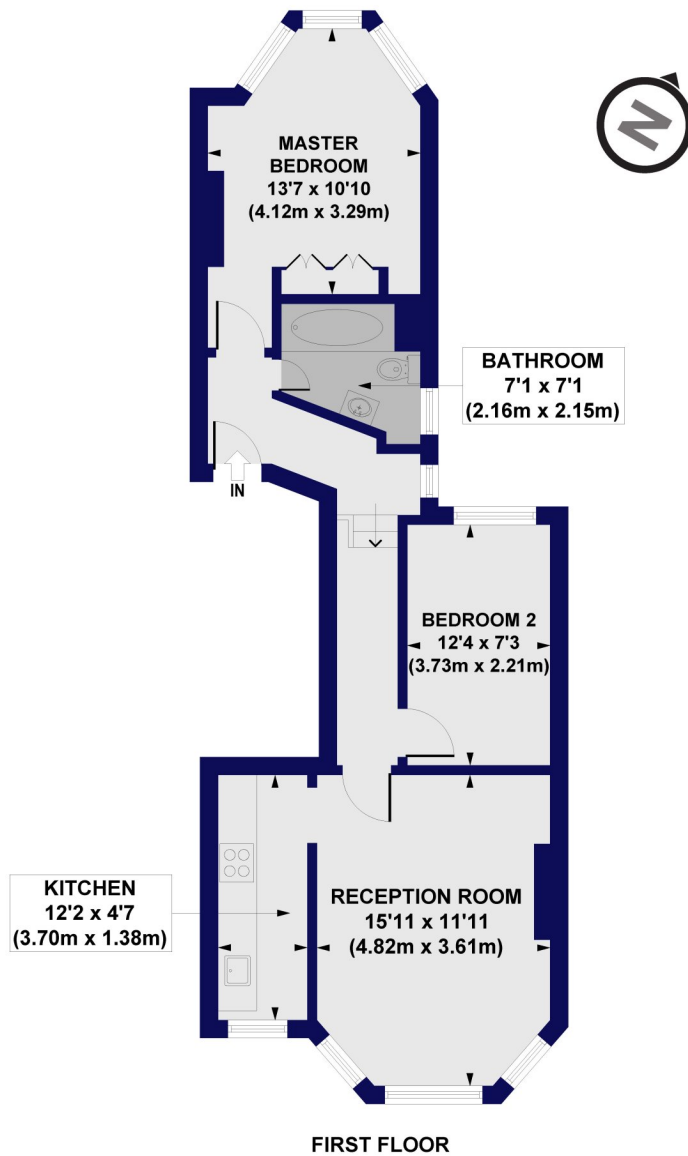 N
MASTER
BEDROOM
13'7 x 10'10
(4.12m x 3.29m)
BATHROOM
7'1 x 7'1
(2.16m x 2.15m)
IN
BEDROOM 2
12'4 x 7'3
(3.73m x 2.21m)
KITCHEN
12'2 x 4'7
(3.70m x 1.38m)
RECEPTION ROOM
15'11 x 11'11
(4.82m x 3.61m)
FIRST FLOOR